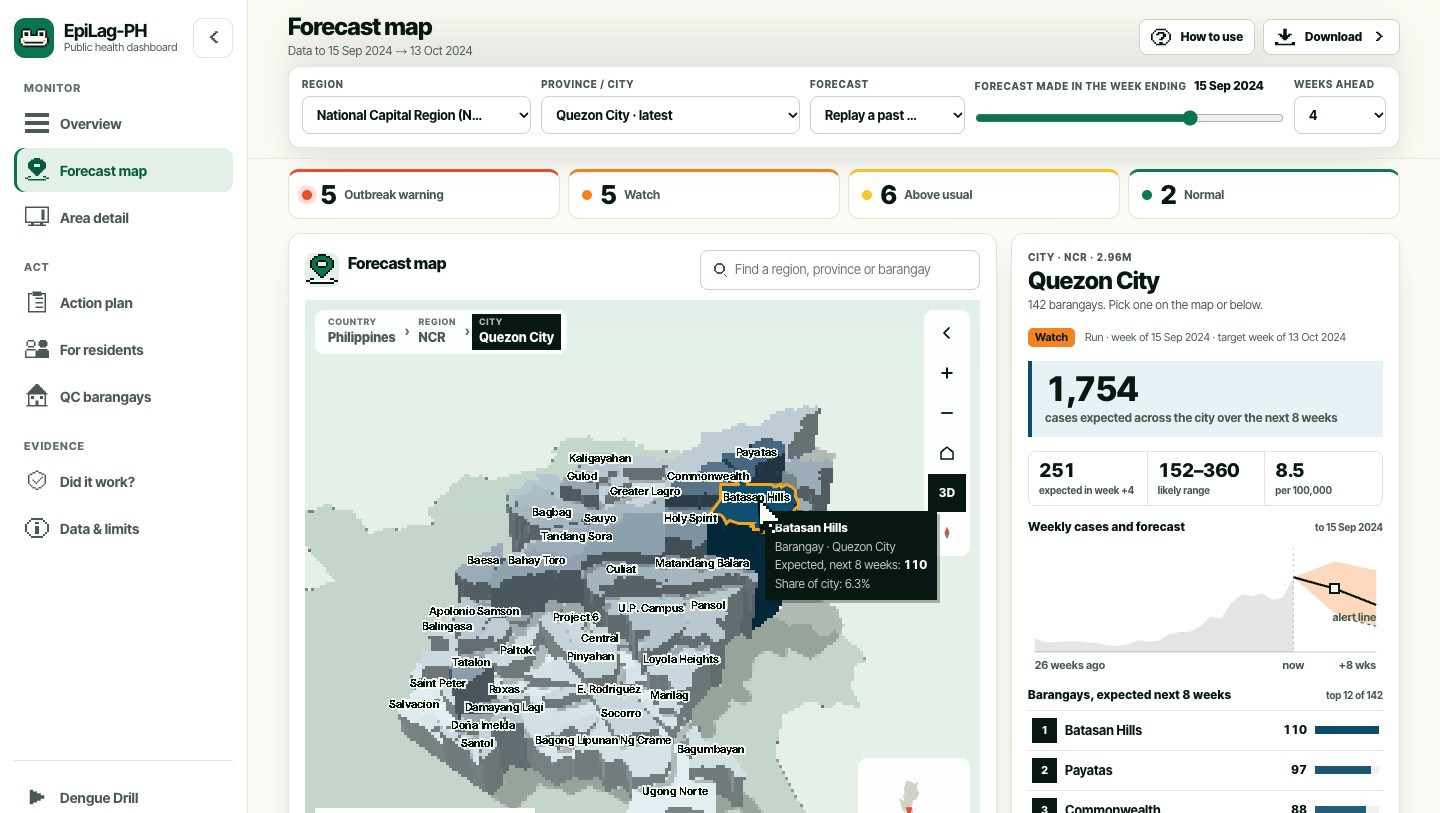 EpiLag-PH
Public health dashboard
MONITOR
Overview
Forecast map
Area detail
ACT
Action plan
For residents
QC barangays
EVIDENCE
Did it work?
Data & limits
Dengue Drill
Forecast map
Data to 15 Sep 2024 → 13 Oct 2024
How to use
Download
REGION
National Capital Region (N...
PROVINCE / CITY
Quezon City · latest
FORECAST
Replay a past ...
FORECAST MADE IN THE WEEK ENDING 15 Sep 2024
WEEKS AHEAD
4
5 Outbreak warning
5 Watch
6 Above usual
2 Normal
Forecast map
Find a region, province or barangay
COUNTRY
Philippines
REGION
NCR
CITY
Quezon City
3D
Payatas
Kaligayahan
Gulod
Commonwealth
Greater Lagro
Batasan Hills
Bagbag
Sauyo
Holy Spirit
Tandang Sora
Baesa
Bahay Toro
Culiat
Matandang Balara
Apolonio Samson
Project 6
U.P. Campus
Pansol
Balingasa
Central
Paltok
Pinyahan
Tatalon
Loyola Heights
Saint Peter
Roxas
E. Rodriguez
Marilag
Salvacion
Damayang Lagi
Socorro
Doña Imelda
Santol
Bagong Lipunan Ng Crame
Bagumbayan
Ugong Norte
Batasan Hills
Barangay · Quezon City
Expected, next 8 weeks: 110
Share of city: 6.3%
CITY · NCR · 2.96M
Quezon City
142 barangays. Pick one on the map or below.
Watch
Run · week of 15 Sep 2024 · target week of 13 Oct 2024
1,754
cases expected across the city over the next 8 weeks
251
expected in week +4
152–360
likely range
8.5
per 100,000
Weekly cases and forecast
to 15 Sep 2024
alert line
26 weeks ago
now
+8 wks
Barangays, expected next 8 weeks
top 12 of 142
1 Batasan Hills 110
2 Payatas 97
3 Commonwealth 88